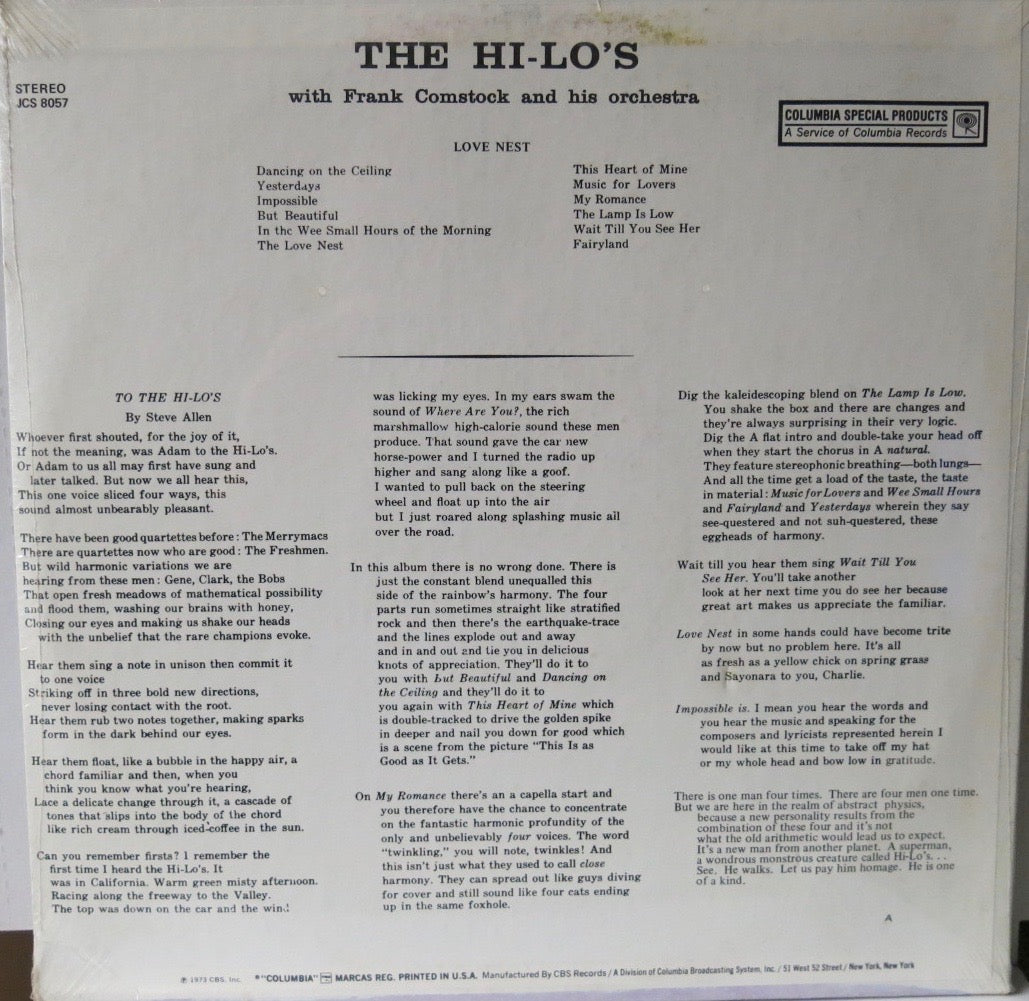 THE HI-LO'S
with Frank Comstock and his orchestra
STEREO
JCS 8057
COLUMBIA SPECIAL PRODUCTS
A Service of Columbia Records
LOVE NEST
Dancing on the Ceiling
Yesterdays
Impossible
But Beautiful
In the Wee Small Hours of the Morning
The Love Nest
This Heart of Mine
Music for Lovers
My Romance
The Lamp Is Low
Wait Till You See Her
Fairyland
TO THE HI-LO'S
By Steve Allen
Whoever first shouted, for the joy of it,
If not the meaning, was Adam to the Hi-Lo's.
Or Adam to us all may first have sung and
later talked. But now we all hear this,
This one voice sliced four ways, this
sound almost unbearably pleasant.
There have been good quartettes before: The Merrymacs
There are quartettes now who are good: The Freshmen.
But wild harmonic variations we are
hearing from these men: Gene, Clark, the Bobs
That open fresh meadows of mathematical possibility
and flood them, washing our brains with honey,
Closing our eyes and making us shake our heads
with the unbelief that the rare champions evoke.
Hear them sing a note in unison then commit it
to one voice
Striking off in three bold new directions,
never losing contact with the root.
Hear them rub two notes together, making sparks
form in the dark behind our eyes.
Hear them float, like a bubble in the happy air, a
chord familiar and then, when you
think you know what you're hearing,
Lace a delicate change through it, a cascade of
tones that slips into the body of the chord
like rich cream through iced-coffee in the sun.
Can you remember firsts? I remember the
first time I heard the Hi-Lo's. It
was in California. Warm green misty afternoon.
Racing along the freeway to the Valley.
The top was down on the car and the wind
was licking my eyes. In my ears swam the
sound of Where Are You?, the rich
marshmallow high-calorie sound these men
produce. That sound gave the car new
horse-power and I turned the radio up
higher and sang along like a goof.
I wanted to pull back on the steering
wheel and float up into the air
but I just roared along splashing music all
over the road.
In this album there is no wrong done. There is
just the constant blend unequalled this
side of the rainbow's harmony. The four
parts run sometimes straight like stratified
rock and then there's the earthquake-trace
and the lines explode out and away
and in and out and tie you in delicious
knots of appreciation. They'll do it to
you with But Beautiful and Dancing on
the Ceiling and they'll do it to
you again with This Heart of Mine which
is double-tracked to drive the golden spike
in deeper and nail you down for good which
is a scene from the picture "This Is as
Good as It Gets."
On My Romance there's an a capella start and
you therefore have the chance to concentrate
on the fantastic harmonic profundity of the
only and unbelievably four voices. The word
"twinkling," you will note, twinkles! And
this isn't just what they used to call close
harmony. They can spread out like guys diving
for cover and still sound like four cats ending
up in the same foxhole.
Dig the kaleidescoping blend on The Lamp Is Low.
You shake the box and there are changes and
they're always surprising in their very logic.
Dig the A flat intro and double-take your head off
when they start the chorus in A natural.
They feature stereophonic breathing—both lungs—
And all the time get a load of the taste, the taste
in material: Music for Lovers and Wee Small Hours
and Fairyland and Yesterdays wherein they say
see-questered and not suh-questered, these
eggheads of harmony.
Wait till you hear them sing Wait Till You
See Her. You'll take another
look at her next time you do see her because
great art makes us appreciate the familiar.
Love Nest in some hands could have become trite
by now but no problem here. It's all
as fresh as a yellow chick on spring grass
and Sayonara to you, Charlie.
Impossible is. I mean you hear the words and
you hear the music and speaking for the
composers and lyricists represented herein I
would like at this time to take off my hat
or my whole head and bow low in gratitude.
There is one man four times. There are four men one time.
But we are here in the realm of abstract physics,
because a new personality results from the
combination of these four and it's not
what the old arithmetic would lead us to expect.
It's a new man from another planet. A superman,
a wondrous monstrous creature called Hi-Lo's. . .
See. He walks. Let us pay him homage. He is one
of a kind.
A
℗ 1973 CBS, Inc. ®"COLUMBIA" MARCAS REG. PRINTED IN U.S.A. Manufactured By CBS Records / A Division of Columbia Broadcasting System, Inc. / 51 West 52 Street / New York, New York